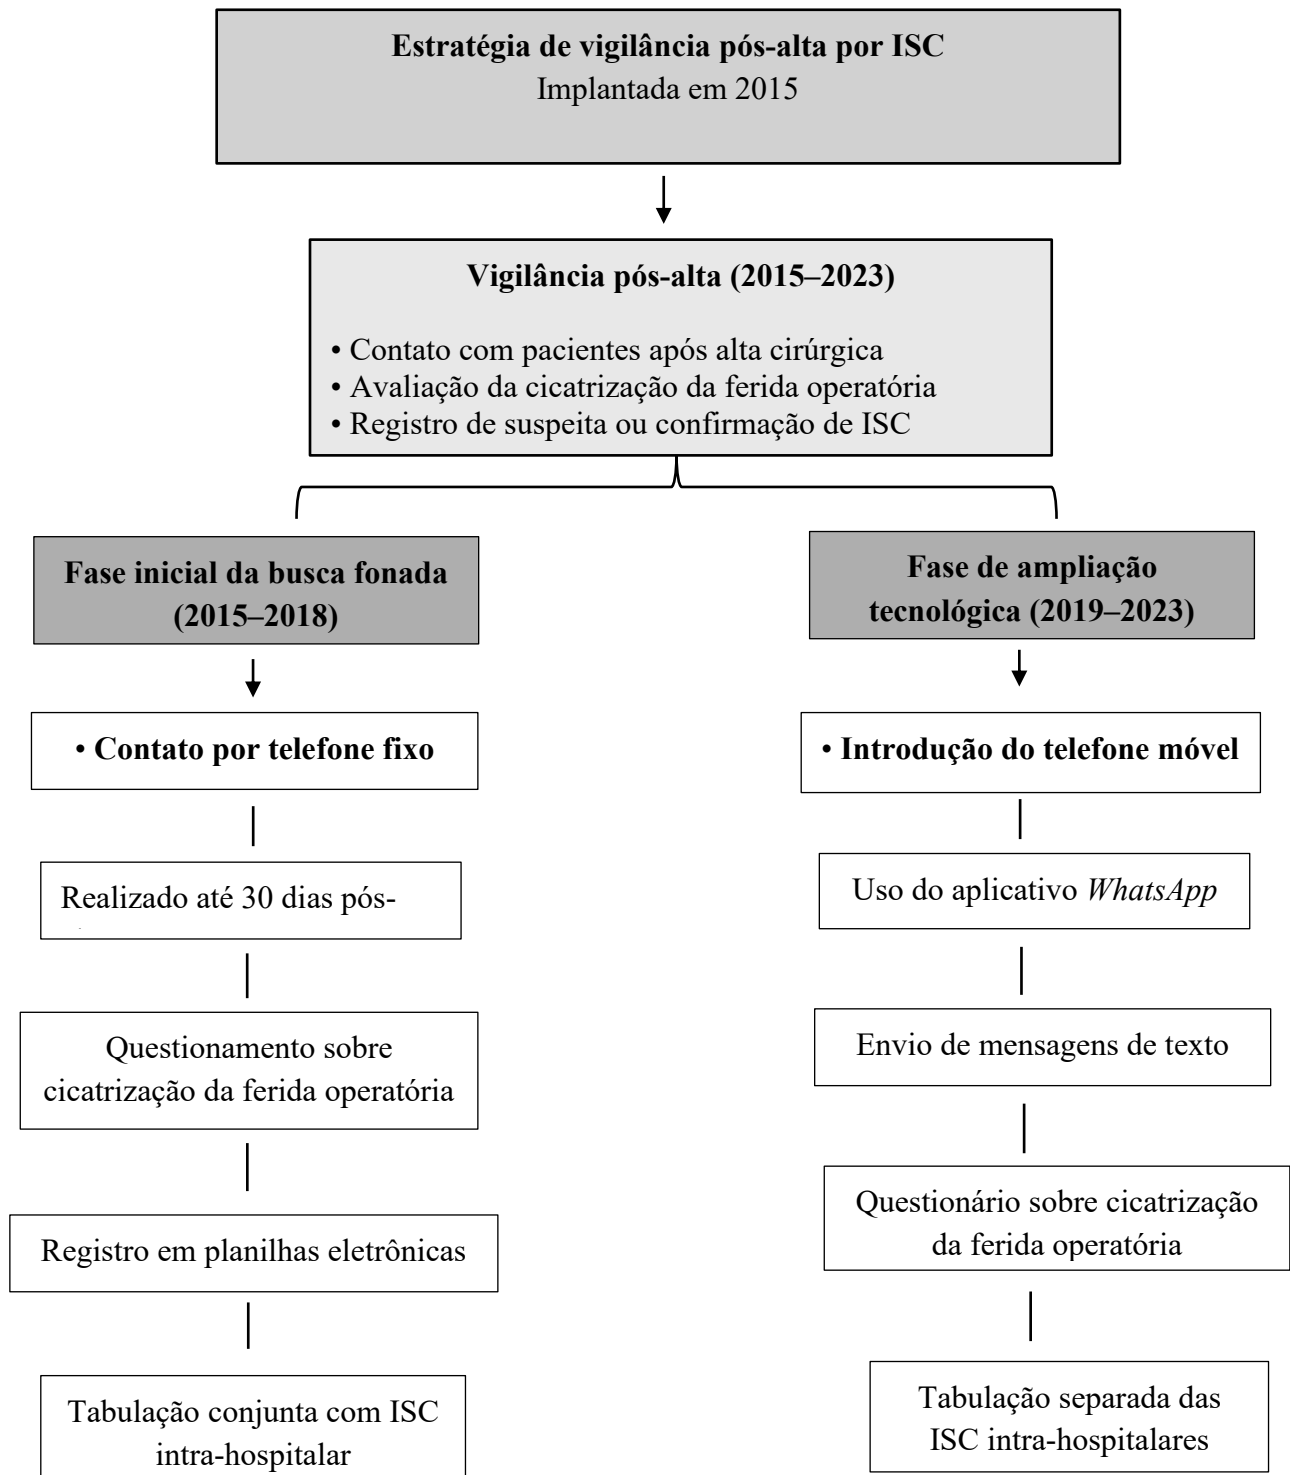 Estratégia de vigilância pós-alta por ISC
Implantada em 2015
Vigilância pós-alta (2015–2023)
• Contato com pacientes após alta cirúrgica
• Avaliação da cicatrização da ferida operatória
• Registro de suspeita ou confirmação de ISC
Fase inicial da busca fonada
(2015–2018)
• Contato por telefone fixo
Realizado até 30 dias pós-
Questionamento sobre
cicatrização da ferida operatória
Registro em planilhas eletrônicas
Tabulação conjunta com ISC
intra-hospitalar
Fase de ampliação
tecnológica (2019–2023)
• Introdução do telefone móvel
Uso do aplicativo WhatsApp
Envio de mensagens de texto
Questionário sobre cicatrização
da ferida operatória
Tabulação separada das
ISC intra-hospitalares